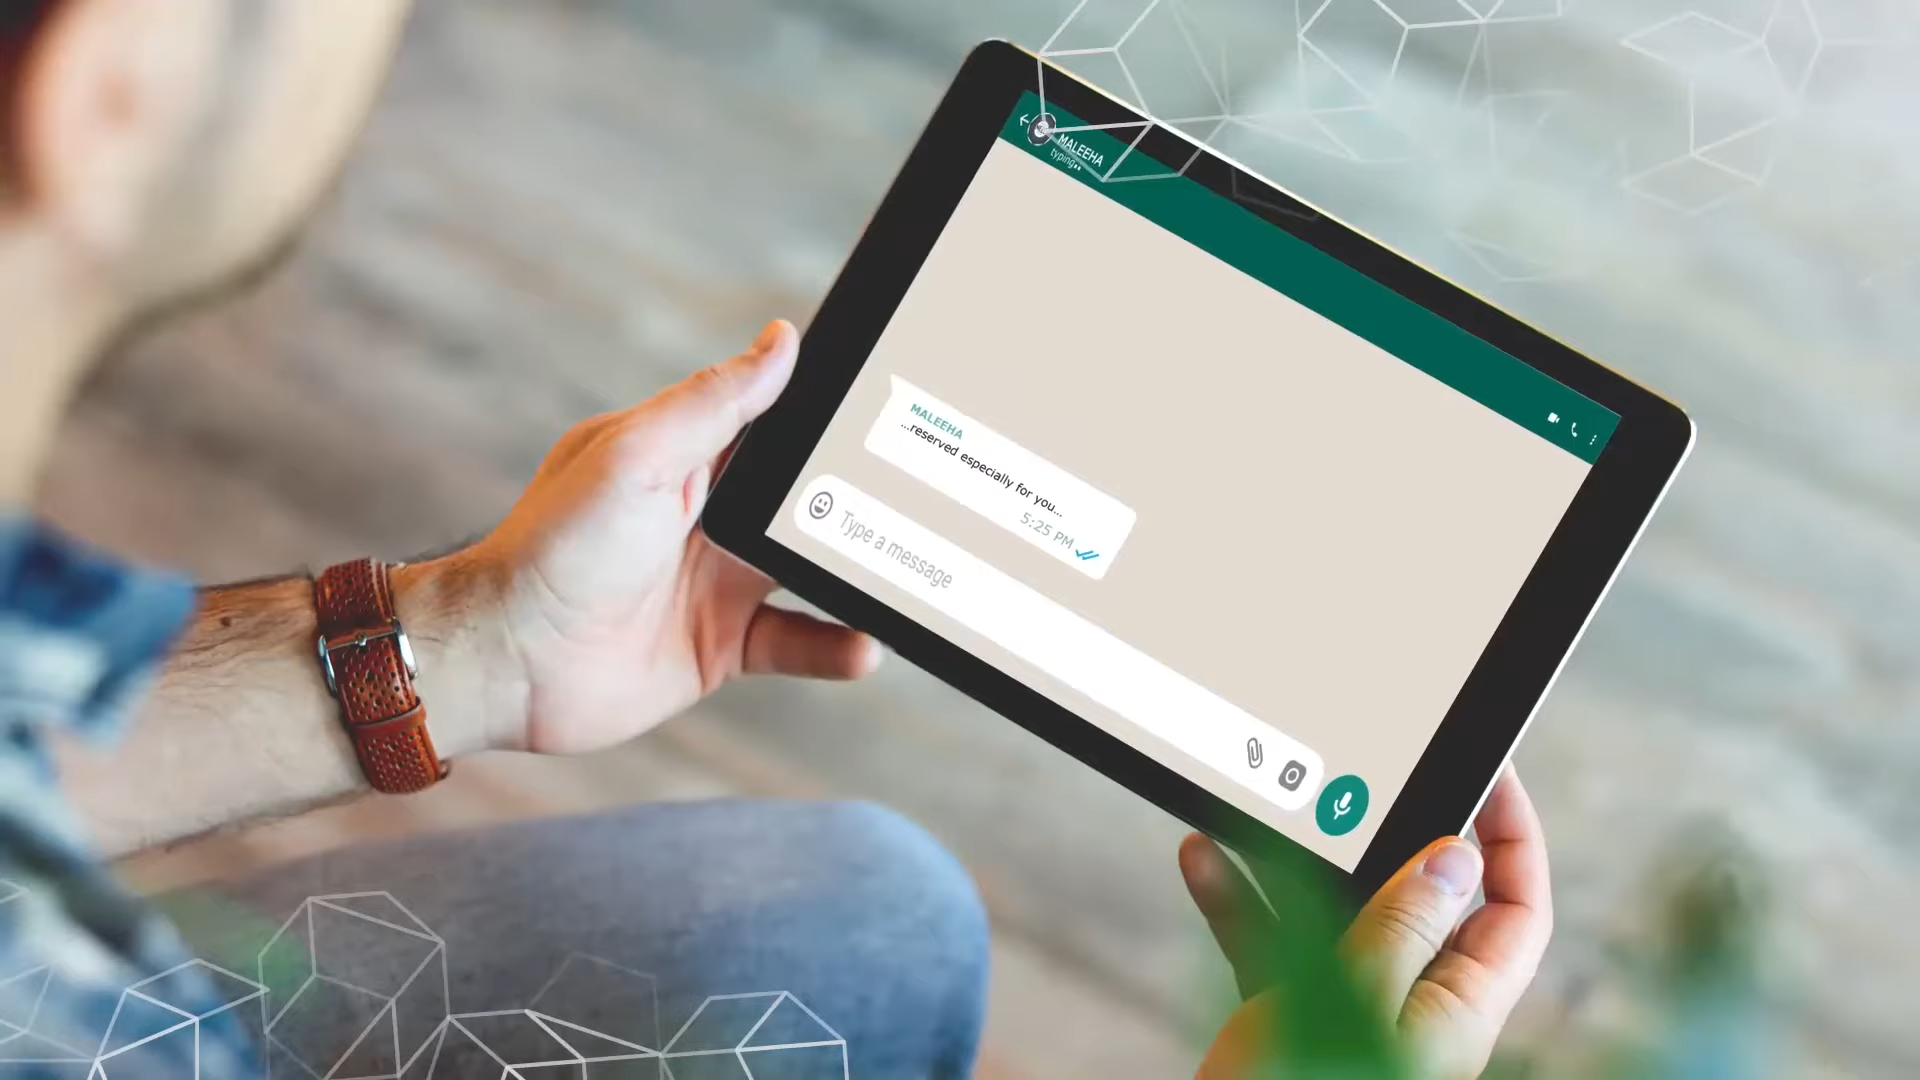 MALEEHA
typing..
MALEEHA
...reserved especially for you...
5:25 PM
Type a message